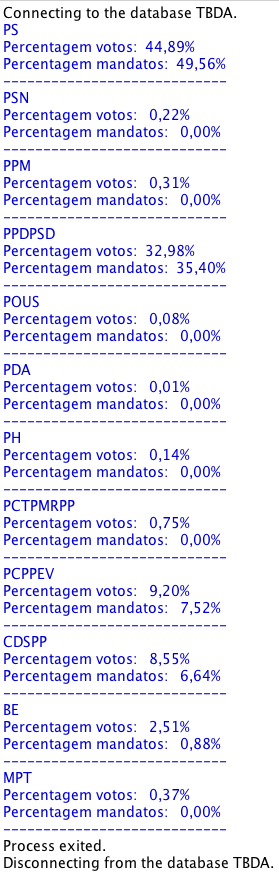 Connecting to the database TBDA.
PS
Percentagem votos: 44,89%
Percentagem mandatos: 49,56%
----------------------------
PSN
Percentagem votos: 0,22%
Percentagem mandatos: 0,00%
----------------------------
PPM
Percentagem votos: 0,31%
Percentagem mandatos: 0,00%
----------------------------
PPDPSD
Percentagem votos: 32,98%
Percentagem mandatos: 35,40%
----------------------------
POUS
Percentagem votos: 0,08%
Percentagem mandatos: 0,00%
----------------------------
PDA
Percentagem votos: 0,01%
Percentagem mandatos: 0,00%
----------------------------
PH
Percentagem votos: 0,14%
Percentagem mandatos: 0,00%
----------------------------
PCTPMRPP
Percentagem votos: 0,75%
Percentagem mandatos: 0,00%
----------------------------
PCPPEV
Percentagem votos: 9,20%
Percentagem mandatos: 7,52%
----------------------------
CDSPP
Percentagem votos: 8,55%
Percentagem mandatos: 6,64%
----------------------------
BE
Percentagem votos: 2,51%
Percentagem mandatos: 0,88%
----------------------------
MPT
Percentagem votos: 0,37%
Percentagem mandatos: 0,00%
----------------------------
Process exited.
Disconnecting from the database TBDA.